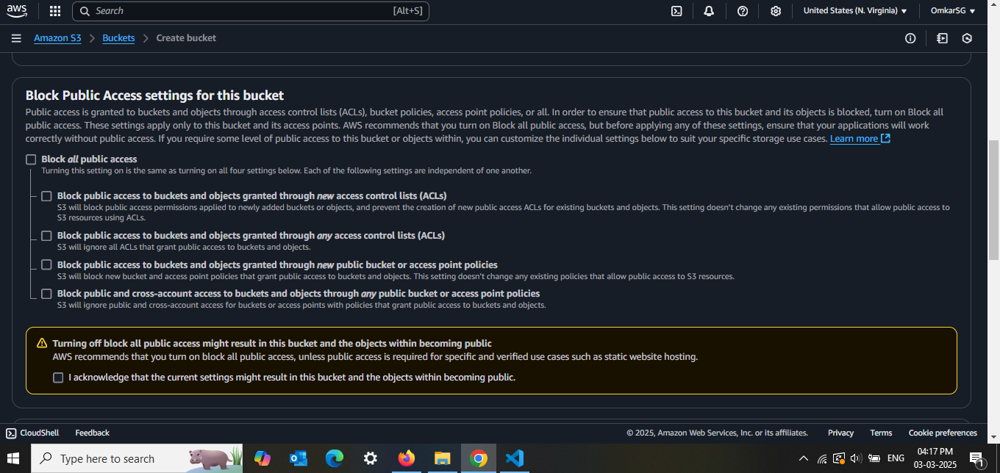 aws
Search
[Alt+S]
United States (N. Virginia)
OmkarSG
Amazon S3
Buckets
Create bucket
Block Public Access settings for this bucket
Public access is granted to buckets and objects through access control lists (ACLs), bucket policies, access point policies, or all. In order to ensure that public access to this bucket and its objects is blocked, turn on Block all
public access. These settings apply only to this bucket and its access points. AWS recommends that you turn on Block all public access, but before applying any of these settings, ensure that your applications will work
correctly without public access. If you require some level of public access to this bucket or objects within, you can customize the individual settings below to suit your specific storage use cases. Learn more
Block all public access
Turning this setting on is the same as turning on all four settings below. Each of the following settings are independent of one another.
Block public access to buckets and objects granted through new access control lists (ACLs)
S3 will block public access permissions applied to newly added buckets or objects, and prevent the creation of new public access ACLs for existing buckets and objects. This setting doesn't change any existing permissions that allow public access to
S3 resources using ACLs.
Block public access to buckets and objects granted through any access control lists (ACLs)
S3 will ignore all ACLs that grant public access to buckets and objects.
Block public access to buckets and objects granted through new public bucket or access point policies
S3 will block new bucket and access point policies that grant public access to buckets and objects. This setting doesn't change any existing policies that allow public access to S3 resources.
Block public and cross-account access to buckets and objects through any public bucket or access point policies
S3 will ignore public and cross-account access for buckets or access points with policies that grant public access to buckets and objects.
Turning off block all public access might result in this bucket and the objects within becoming public
AWS recommends that you turn on block all public access, unless public access is required for specific and verified use cases such as static website hosting.
I acknowledge that the current settings might result in this bucket and the objects within becoming public.
CloudShell
Feedback
© 2025, Amazon Web Services, Inc. or its affiliates.
Privacy
Terms
Cookie preferences
Type here to search
ENG
04:17 PM
03-03-2025
1